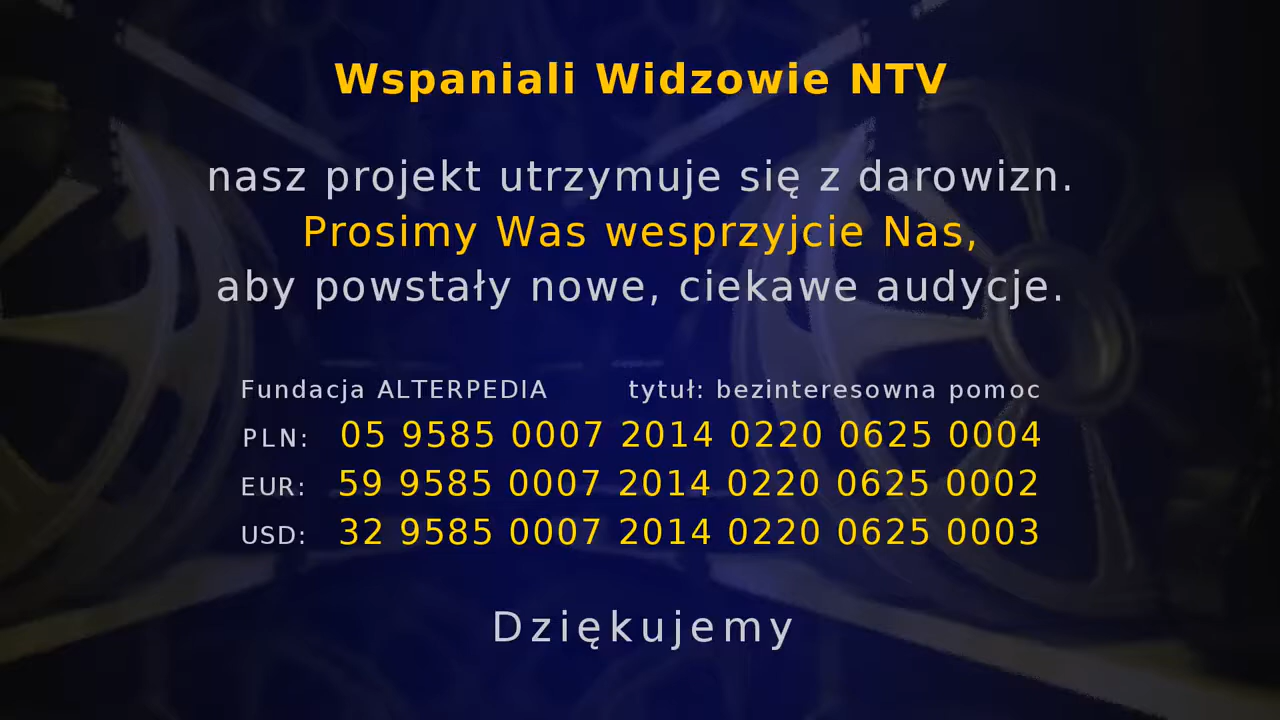 Wspaniali Widzowie NTV
nasz projekt utrzymuje się z darowizn.
Prosimy Was wesprzyjcie Nas,
aby powstały nowe, ciekawe audycje.
Fundacja ALTERPEDIA tytuł: bezinteresowna pomoc
PLN: 05 9585 0007 2014 0220 0625 0004
EUR: 59 9585 0007 2014 0220 0625 0002
USD: 32 9585 0007 2014 0220 0625 0003
Dziękujemy